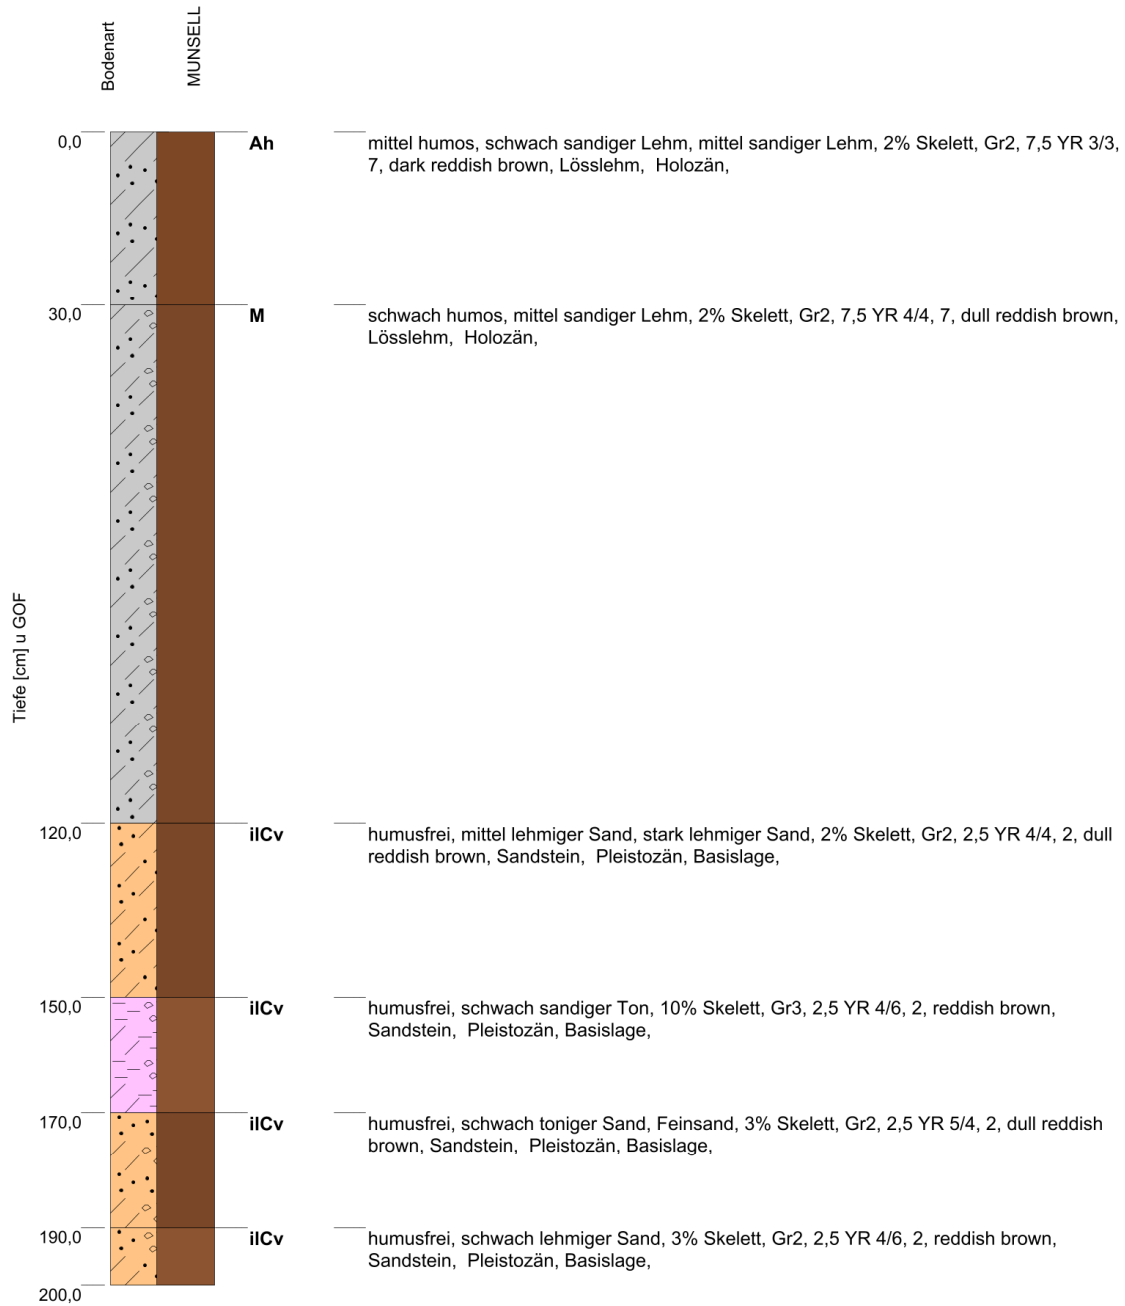 Bodenart
MUNSELL
Tiefe [cm] u GOF
0,0
Ah
mittel humos, schwach sandiger Lehm, mittel sandiger Lehm, 2% Skelett, Gr2, 7,5 YR 3/3,
7, dark reddish brown, Lösslehm, Holozän,
30,0
M
schwach humos, mittel sandiger Lehm, 2% Skelett, Gr2, 7,5 YR 4/4, 7, dull reddish brown,
Lösslehm, Holozän,
120,0
ilCv
humusfrei, mittel lehmiger Sand, stark lehmiger Sand, 2% Skelett, Gr2, 2,5 YR 4/4, 2, dull
reddish brown, Sandstein, Pleistozän, Basislage,
150,0
ilCv
humusfrei, schwach sandiger Ton, 10% Skelett, Gr3, 2,5 YR 4/6, 2, reddish brown,
Sandstein, Pleistozän, Basislage,
170,0
ilCv
humusfrei, schwach toniger Sand, Feinsand, 3% Skelett, Gr2, 2,5 YR 5/4, 2, dull reddish
brown, Sandstein, Pleistozän, Basislage,
190,0
ilCv
humusfrei, schwach lehmiger Sand, 3% Skelett, Gr2, 2,5 YR 4/6, 2, reddish brown,
Sandstein, Pleistozän, Basislage,
200,0